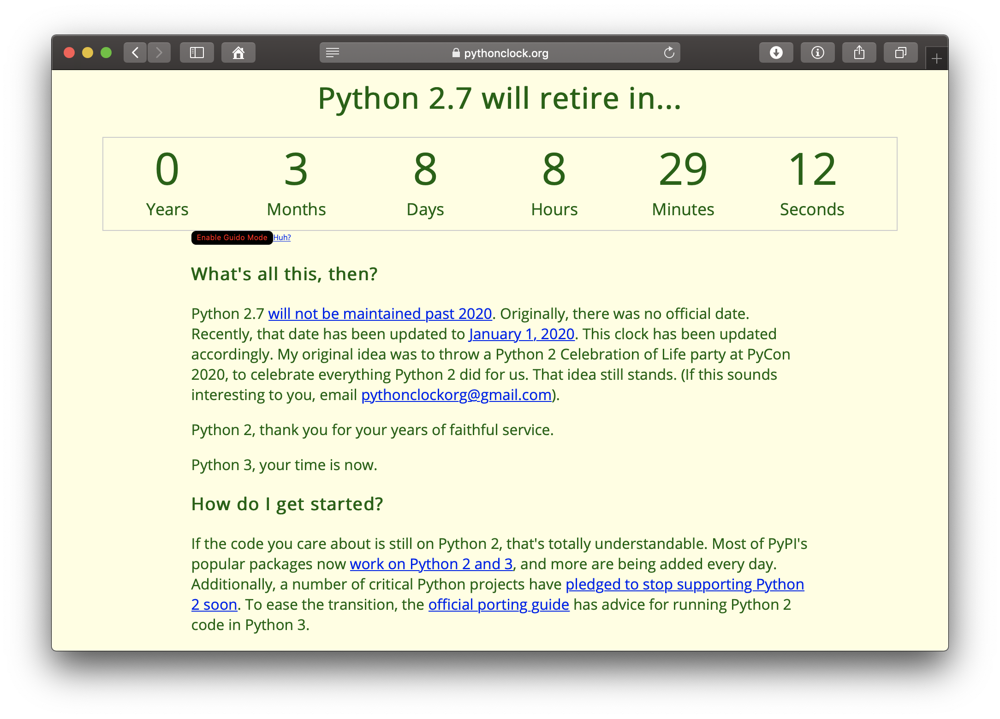 pythonclock.org
Python 2.7 will retire in...
0 3 8 8 29 12
Years Months Days Hours Minutes Seconds
Enable Guido Mode Huh?
What's all this, then?
Python 2.7 will not be maintained past 2020. Originally, there was no official date.
Recently, that date has been updated to January 1, 2020. This clock has been updated
accordingly. My original idea was to throw a Python 2 Celebration of Life party at PyCon
2020, to celebrate everything Python 2 did for us. That idea still stands. (If this sounds
interesting to you, email pythonclockorg@gmail.com).
Python 2, thank you for your years of faithful service.
Python 3, your time is now.
How do I get started?
If the code you care about is still on Python 2, that's totally understandable. Most of PyPI's
popular packages now work on Python 2 and 3, and more are being added every day.
Additionally, a number of critical Python projects have pledged to stop supporting Python
2 soon. To ease the transition, the official porting guide has advice for running Python 2
code in Python 3.